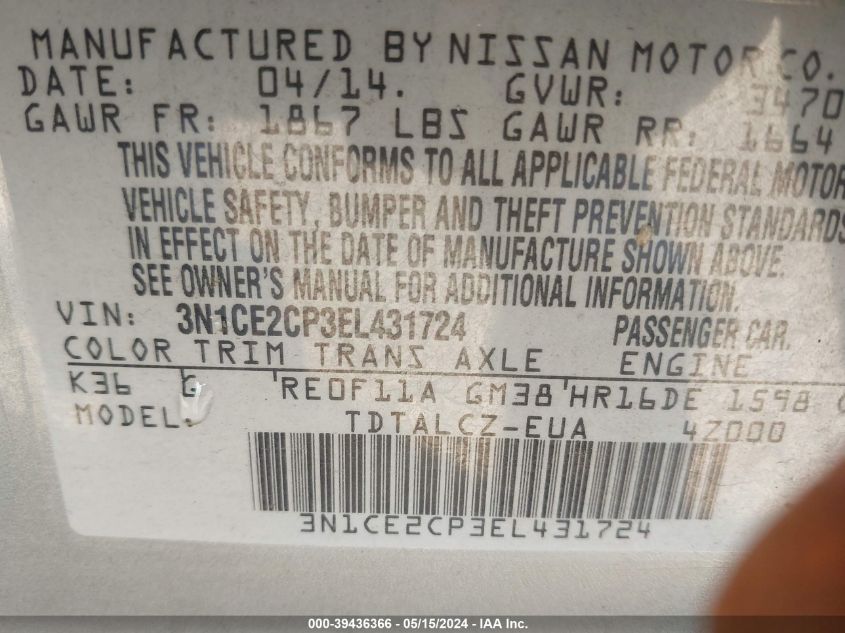 MANUFACTURED BY NISSAN MOTOR CO.
DATE: 04/14. GVWR: 3470
GAWR FR: 1867 LBS GAWR RR: 1664
THIS VEHICLE CONFORMS TO ALL APPLICABLE FEDERAL MOTOR
VEHICLE SAFETY, BUMPER AND THEFT PREVENTION STANDARDS
IN EFFECT ON THE DATE OF MANUFACTURE SHOWN ABOVE.
SEE OWNER'S MANUAL FOR ADDITIONAL INFORMATION.
VIN: 3N1CE2CP3EL431724 PASSENGER CAR.
COLOR TRIM TRANS AXLE ENGINE
K36 G RE0F11A GM38 HR16DE 1598
MODEL: TDTALCZ-EUA 4Z000
3N1CE2CP3EL431724
000-39436366 - 05/15/2024 - IAA Inc.